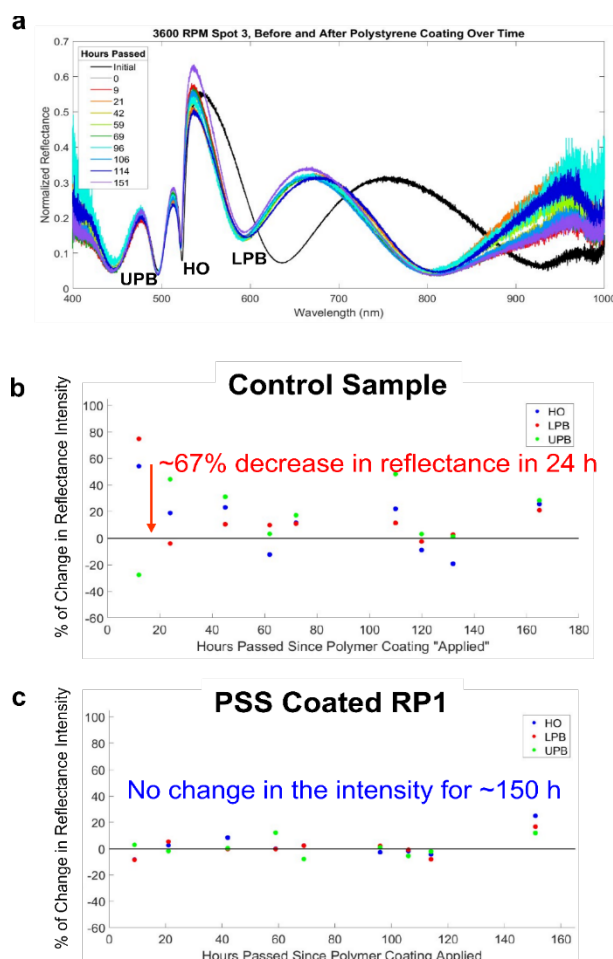 a
3600 RPM Spot 3, Before and After Polystyrene Coating Over Time
Hours Passed
Initial
0
9
21
42
59
69
96
106
114
151
0.7
0.6
0.5
0.4
0.3
0.2
0.1
0
Normalized Reflectance
UPB
HO
LPB
400 500 600 700 800 900 1000
Wavelength (nm)
b
Control Sample
HO
LPB
UPB
~67% decrease in reflectance in 24 h
100
80
60
40
20
0
-20
-40
-60
% of Change in Reflectance Intensity
0 20 40 60 80 100 120 140 160 180
Hours Passed Since Polymer Coating "Applied"
c
PSS Coated RP1
HO
LPB
UPB
No change in the intensity for ~150 h
100
80
60
40
20
0
-20
-40
-60
% of Change in Reflectance Intensity
0 20 40 60 80 100 120 140 160
Hours Passed Since Polymer Coating Applied